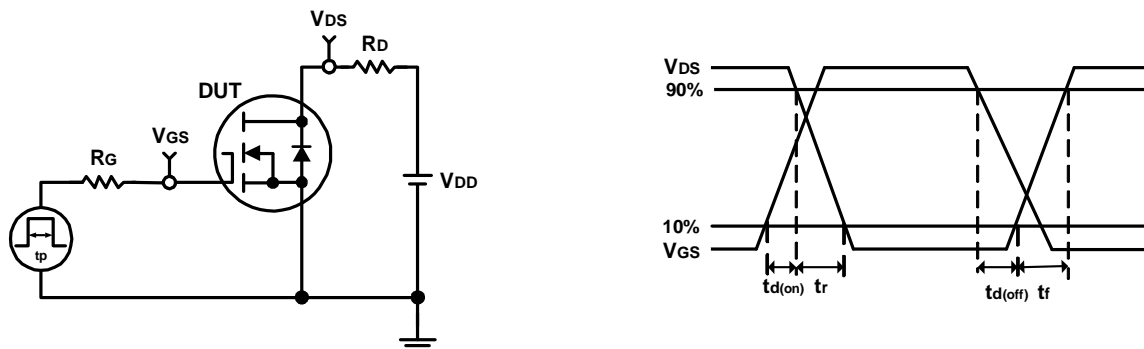 VDS
RD
DUT
VGS
RG
VDD
tp
VDS
90%
10%
VGS
td(on) tr
td(off) tf